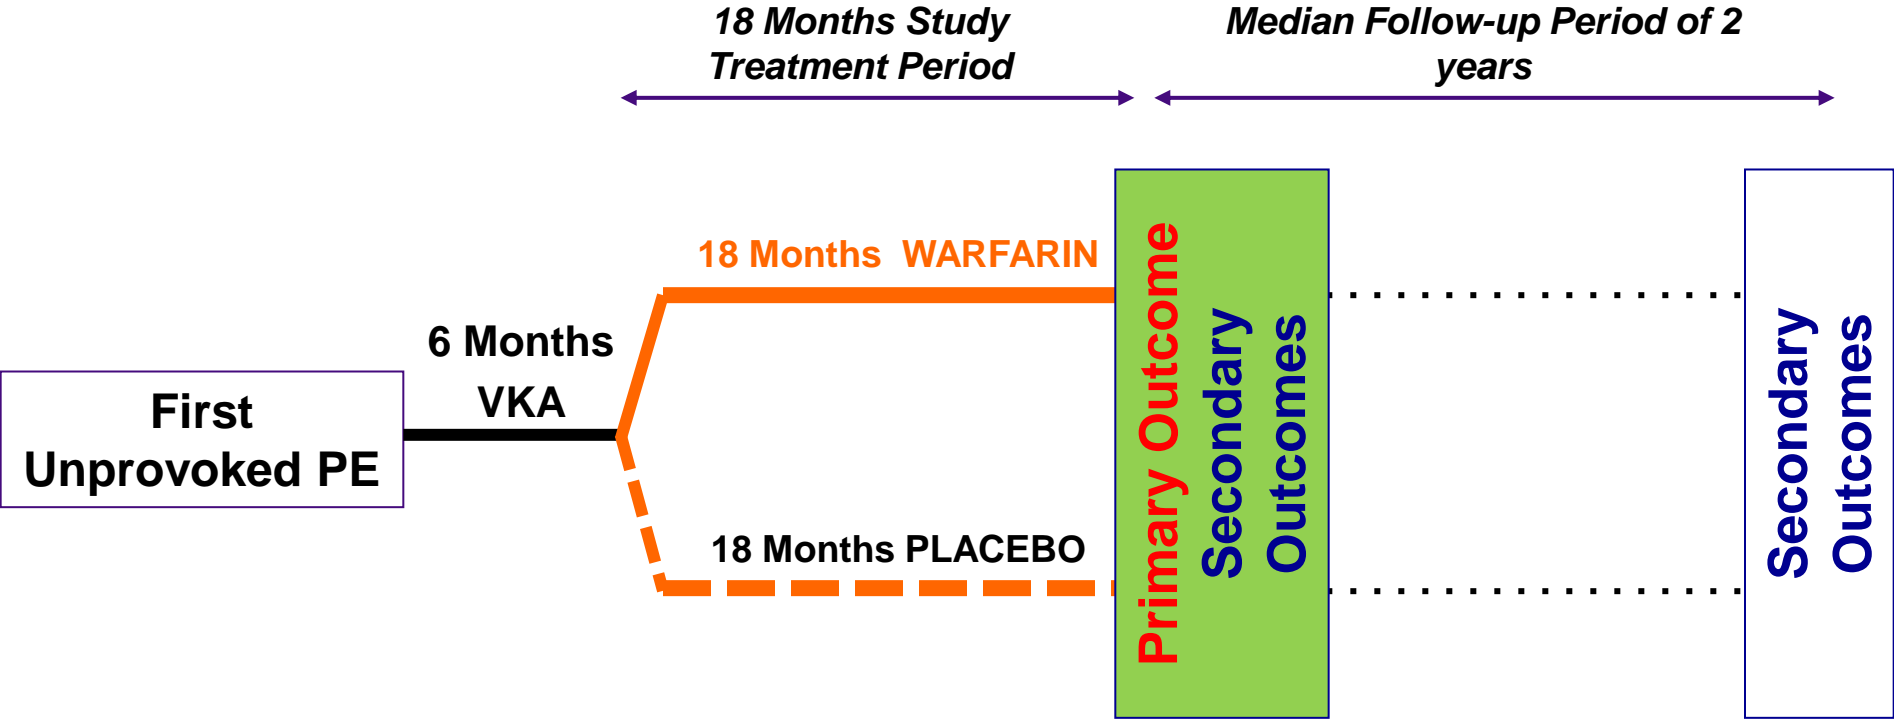 18 Months Study
Treatment Period
Median Follow-up Period of 2
years
First
Unprovoked PE
6 Months
VKA
18 Months  WARFARIN
18 Months PLACEBO
Primary Outcome
Secondary
Outcomes
Secondary
Outcomes